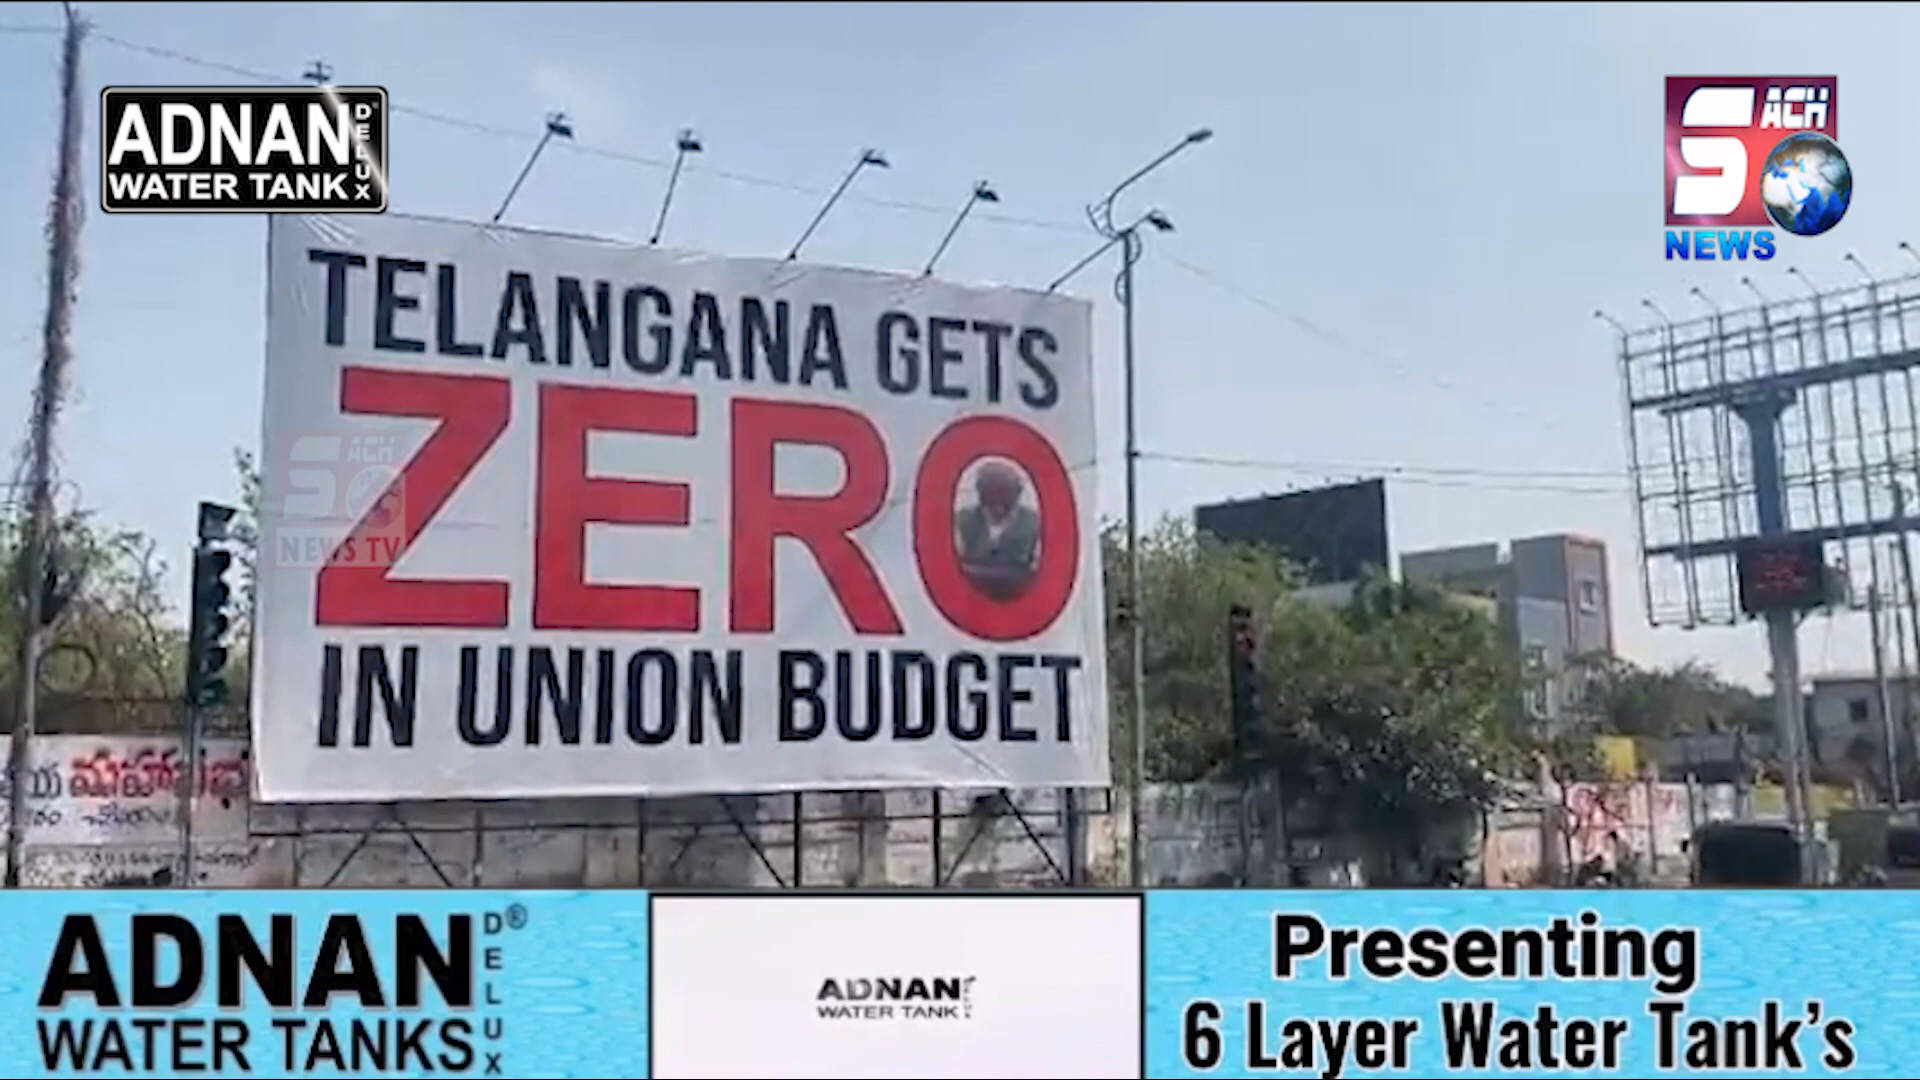 ADNAN DELUX
WATER TANK
SACH
NEWS
TELANGANA GETS
ZERO
IN UNION BUDGET
SACH
NEWS TV
ADNAN DELUX®
WATER TANKS
ADNAN
WATER TANK
Presenting
6 Layer Water Tank's